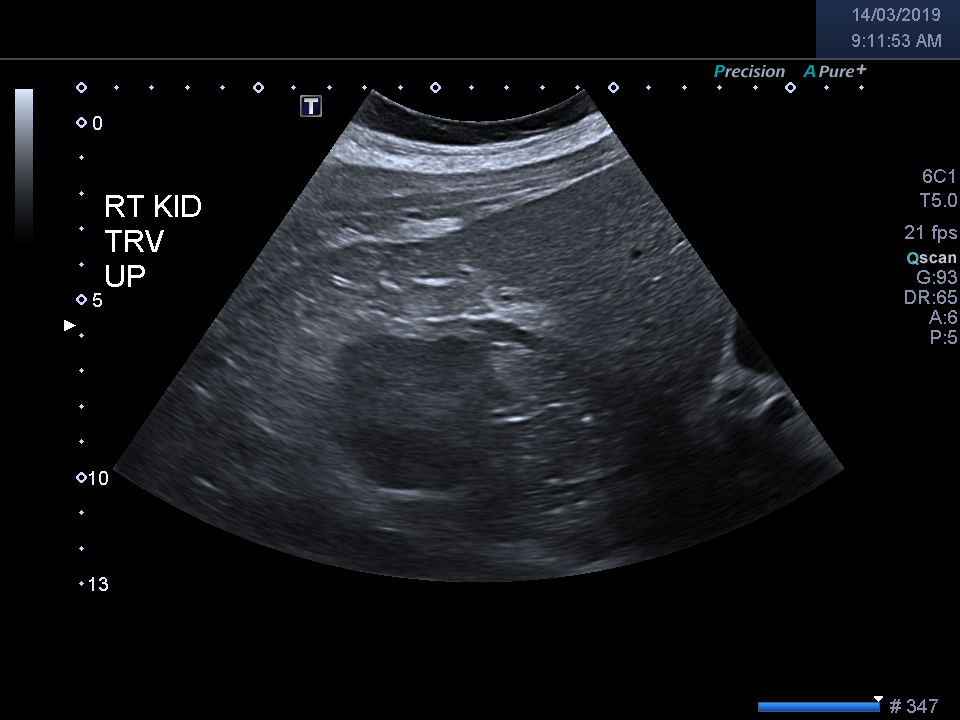 14/03/2019
9:11:53 AM
Precision A Pure+
T
0
RT KID
TRV
UP
5
10
13
6C1
T5.0
21 fps
Qscan
G:93
DR:65
A:6
P:5
# 347